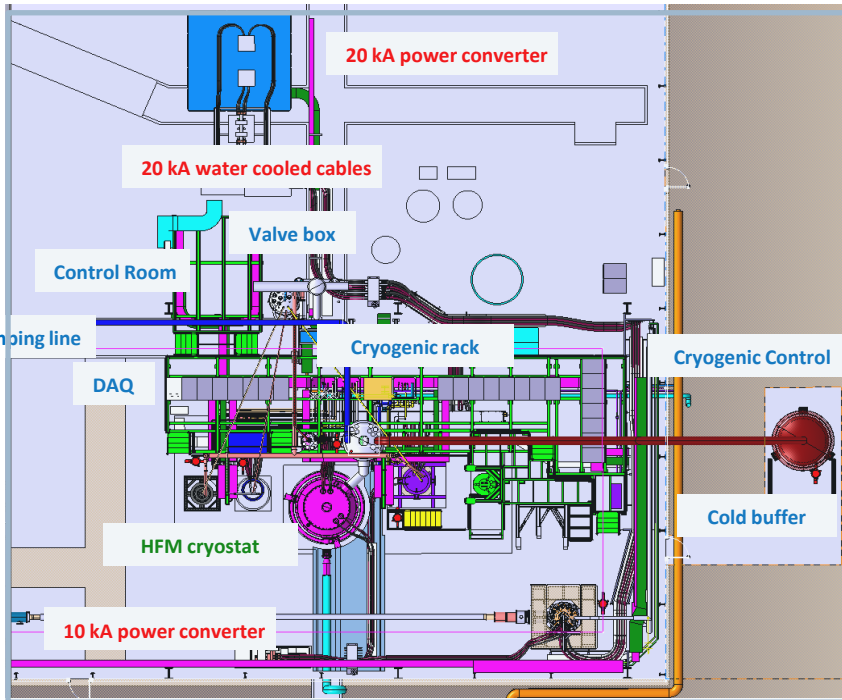 20 kA power converter
20 kA water cooled cables
Valve box
Control Room
line
Cryogenic rack
Cryogenic Control
DAQ
Cold buffer
HFM cryostat
10 kA power converter